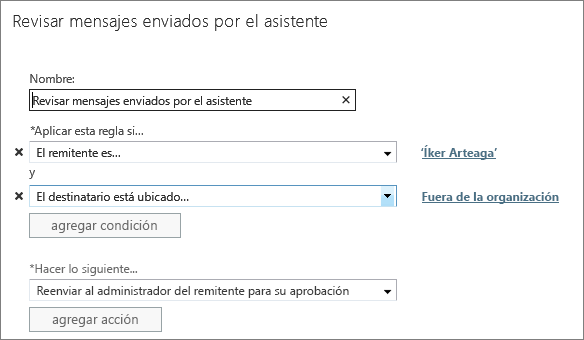 Revisar mensajes enviados por el asistente
Nombre:
Revisar mensajes enviados por el asistente
*Aplicar esta regla si...
El remitente es...
'Íker Arteaga'
y
El destinatario está ubicado...
Fuera de la organización
agregar condición
*Hacer lo siguiente...
Reenviar al administrador del remitente para su aprobación
agregar acción